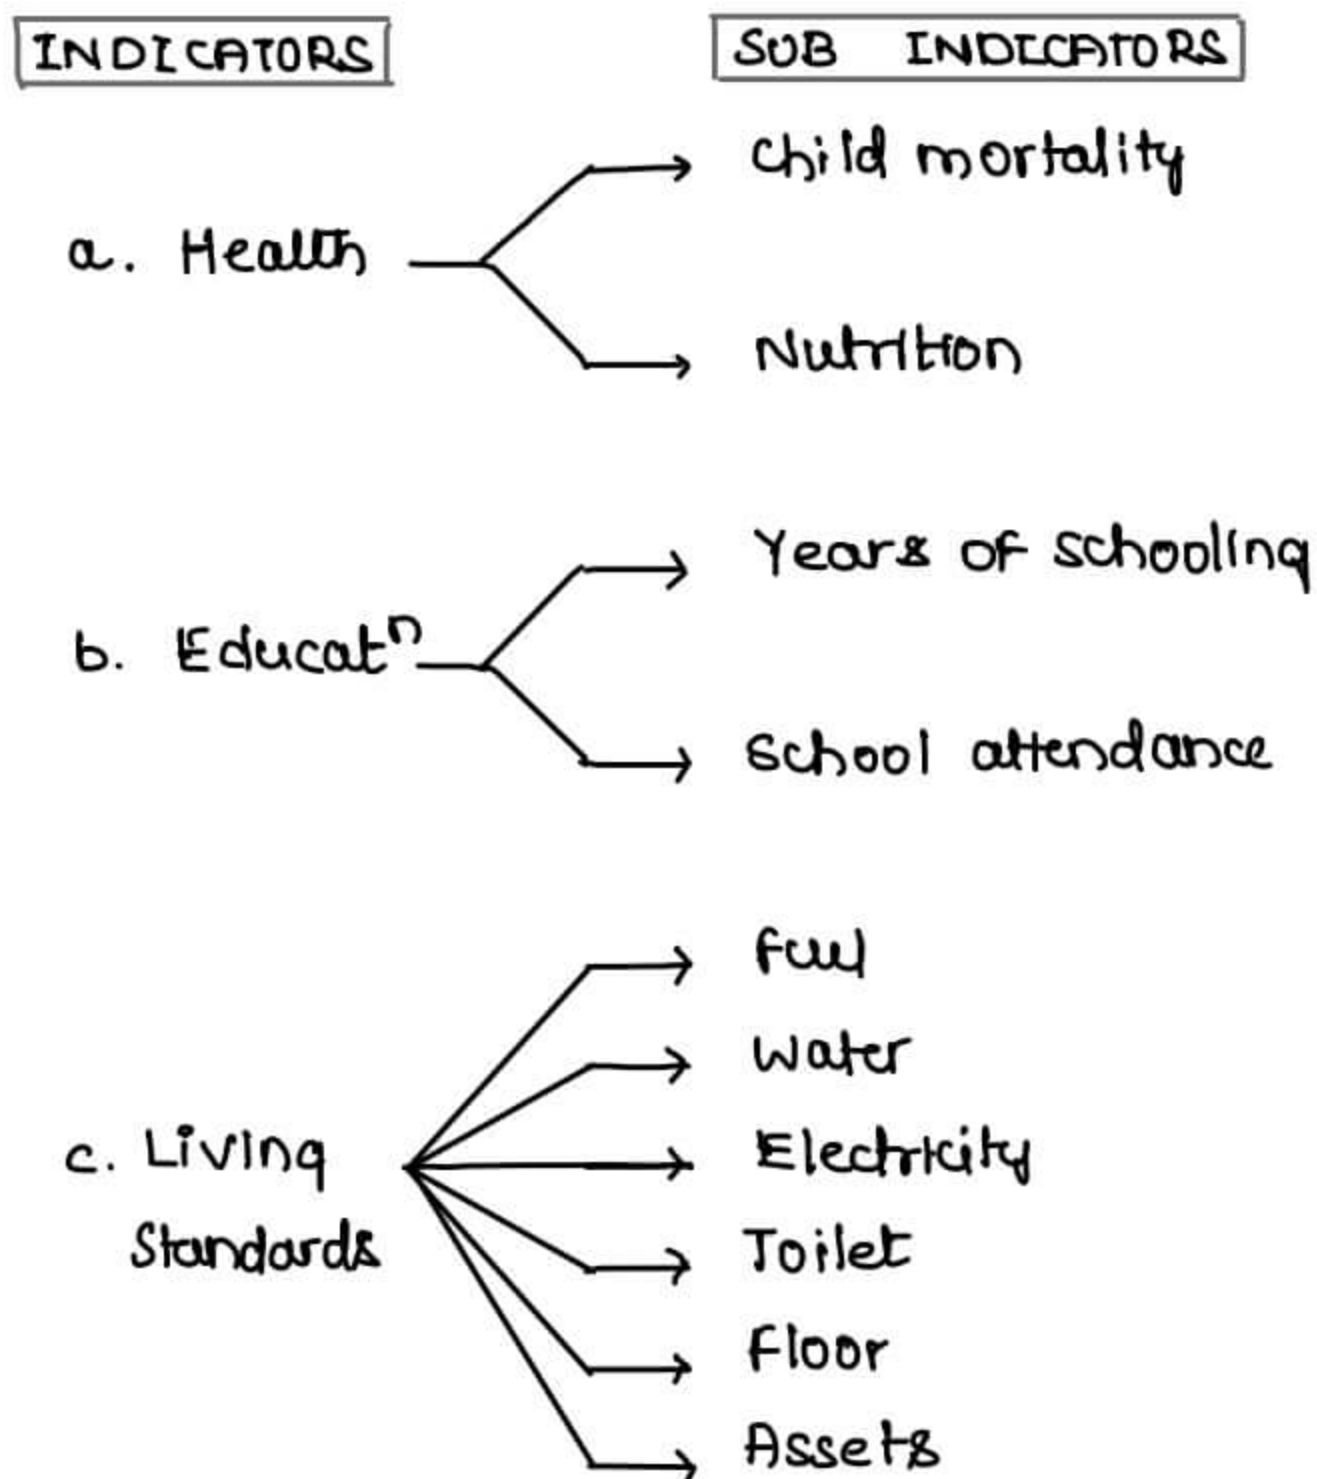 INDICATORS
SUB INDICATORS
a. Health
Child mortality
Nutrition
b. Educatⁿ
Years of schooling
School attendance
c. Living
Standards
Fuel
Water
Electricity
Toilet
Floor
Assets